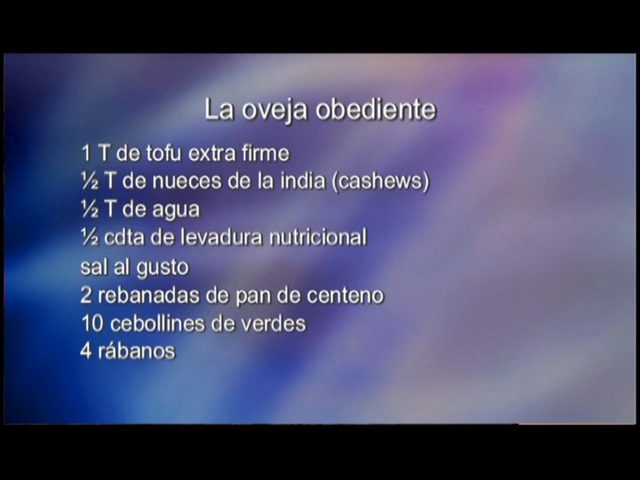 La oveja obediente
1 T de tofu extra firme
½ T de nueces de la india (cashews)
½ T de agua
½ cdta de levadura nutricional
sal al gusto
2 rebanadas de pan de centeno
10 cebollines de verdes
4 rábanos